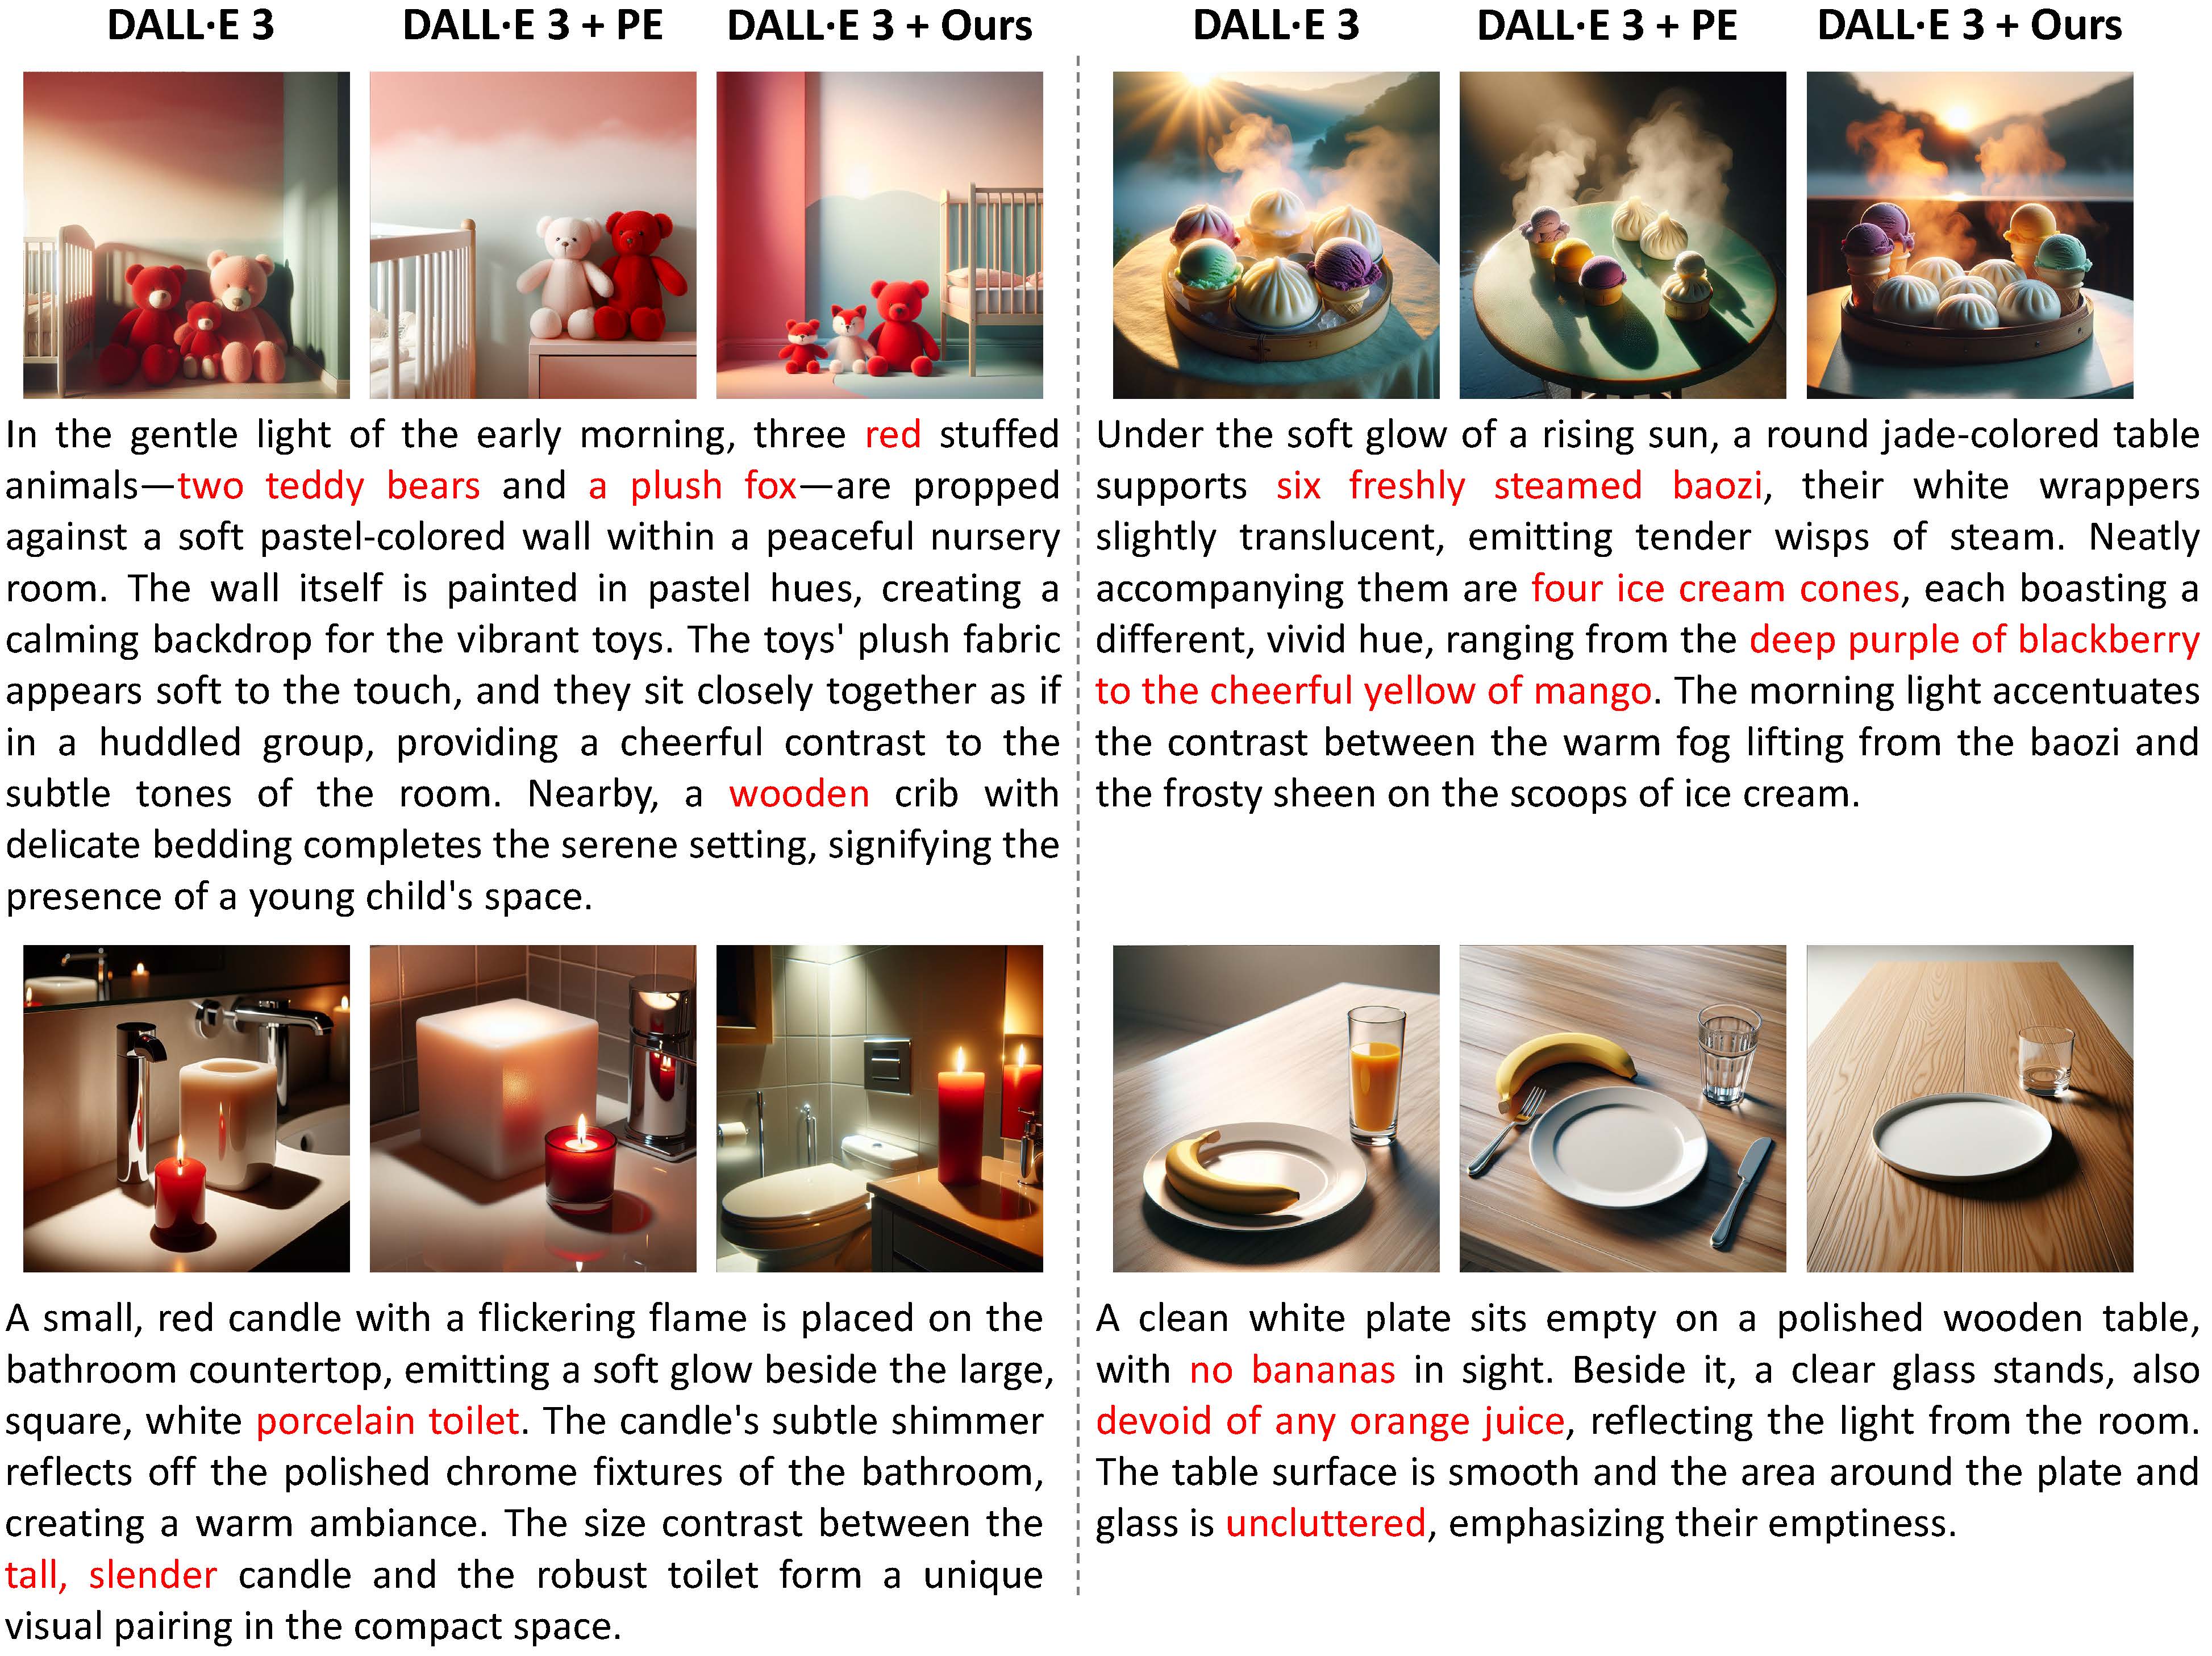 DALL·E 3
DALL·E 3 + PE
DALL·E 3 + Ours
In the gentle light of the early morning, three red stuffed
animals—two teddy bears and a plush fox—are propped
against a soft pastel-colored wall within a peaceful nursery
room. The wall itself is painted in pastel hues, creating a
calming backdrop for the vibrant toys. The toys' plush fabric
appears soft to the touch, and they sit closely together as if
in a huddled group, providing a cheerful contrast to the
subtle tones of the room. Nearby, a wooden crib with
delicate bedding completes the serene setting, signifying the
presence of a young child's space.
A small, red candle with a flickering flame is placed on the
bathroom countertop, emitting a soft glow beside the large,
square, white porcelain toilet. The candle's subtle shimmer
reflects off the polished chrome fixtures of the bathroom,
creating a warm ambiance. The size contrast between the
tall, slender candle and the robust toilet form a unique
visual pairing in the compact space.
DALL·E 3
DALL·E 3 + PE
DALL·E 3 + Ours
Under the soft glow of a rising sun, a round jade-colored table
supports six freshly steamed baozi, their white wrappers
slightly translucent, emitting tender wisps of steam. Neatly
accompanying them are four ice cream cones, each boasting a
different, vivid hue, ranging from the deep purple of blackberry
to the cheerful yellow of mango. The morning light accentuates
the contrast between the warm fog lifting from the baozi and
the frosty sheen on the scoops of ice cream.
A clean white plate sits empty on a polished wooden table,
with no bananas in sight. Beside it, a clear glass stands, also
devoid of any orange juice, reflecting the light from the room.
The table surface is smooth and the area around the plate and
glass is uncluttered, emphasizing their emptiness.